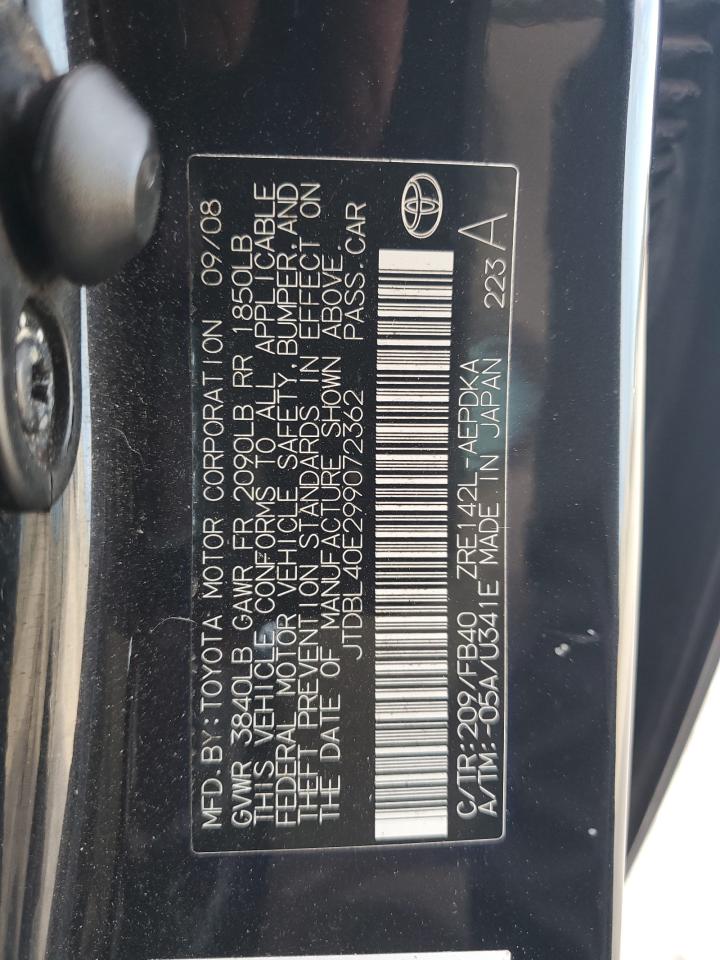 MFD. BY: TOYOTA MOTOR CORPORATION 09/08
GVWR 3840LB GAWR FR 2090LB RR 1850LB
THIS VEHICLE CONFORMS TO ALL APPLICABLE
FEDERAL MOTOR VEHICLE SAFETY, BUMPER, AND
THEFT PREVENTION STANDARDS IN EFFECT ON
THE DATE OF MANUFACTURE SHOWN ABOVE.
JTDBL40E299072362 PASS. CAR
C/TR: 209/FB40 ZRE142L-AEPDKA
A/TM: -05A/U341E MADE IN JAPAN 223 A